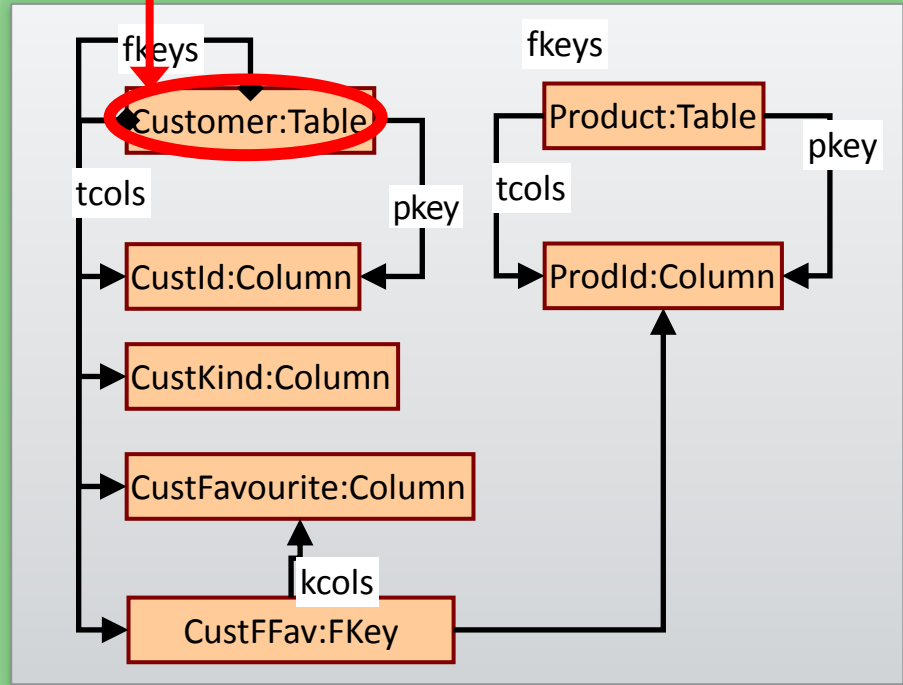 fkeys
fkeys
Customer:Table
Product:Table
pkey
tcols
pkey
tcols
CustId:Column
ProdId:Column
CustKind:Column
CustFavourite:Column
kcols
CustFFav:FKey